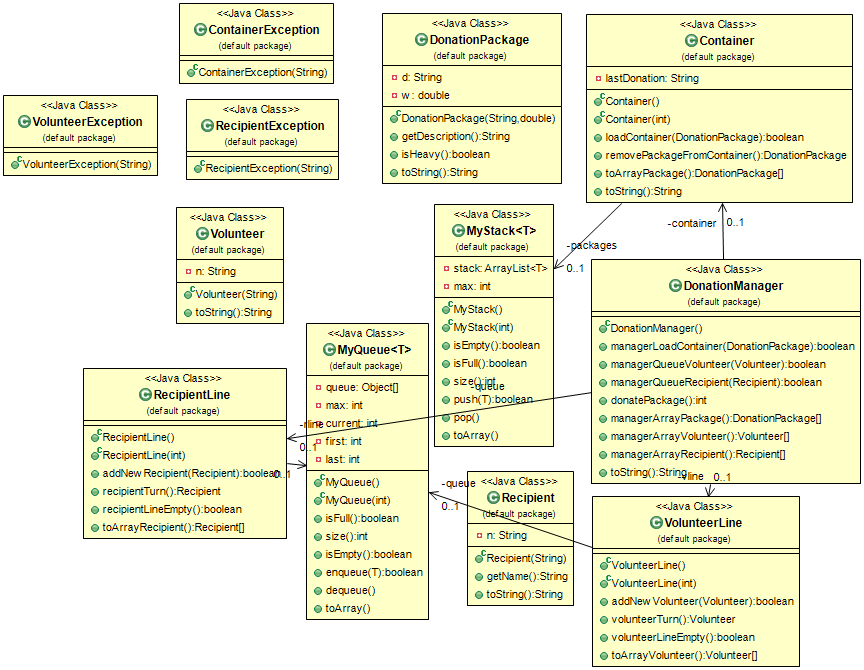 <<Java Class>>
ContainerException
(default package)
ContainerException(String)
<<Java Class>>
DonationPackage
(default package)
d: String
w : double
DonationPackage(String,double)
getDescription():String
isHeavy():boolean
toString():String
<<Java Class>>
Container
(default package)
lastDonation: String
Container()
Container(int)
loadContainer(DonationPackage):boolean
removePackageFromContainer():DonationPackage
toArrayPackage():DonationPackage[]
toString():String
<<Java Class>>
VolunteerException
(default package)
VolunteerException(String)
<<Java Class>>
RecipientException
(default package)
RecipientException(String)
<<Java Class>>
Volunteer
(default package)
n: String
Volunteer(String)
toString():String
<<Java Class>>
MyStack<T>
(default package)
stack: ArrayList<T>
max: int
MyStack()
MyStack(int)
isEmpty():boolean
isFull():boolean
size():int
push(T):boolean
pop()
toArray()
-packages
0..1
-container
0..1
<<Java Class>>
DonationManager
(default package)
DonationManager()
managerLoadContainer(DonationPackage):boolean
managerQueueVolunteer(Volunteer):boolean
managerQueueRecipient(Recipient):boolean
donatePackage():int
managerArrayPackage():DonationPackage[]
managerArrayVolunteer():Volunteer[]
managerArrayRecipient():Recipient[]
toString():String
<<Java Class>>
MyQueue<T>
(default package)
queue: Object[]
max: int
current: int
first: int
last: int
MyQueue()
MyQueue(int)
isFull():boolean
size():int
isEmpty():boolean
enqueue(T):boolean
dequeue()
toArray()
<<Java Class>>
RecipientLine
(default package)
RecipientLine()
RecipientLine(int)
addNew Recipient(Recipient):boolean
recipientTurn():Recipient
recipientLineEmpty():boolean
toArrayRecipient():Recipient[]
-queue
-rline
0..1
0..1
-queue
0..1
<<Java Class>>
Recipient
(default package)
n: String
Recipient(String)
getName():String
toString():String
-vline
0..1
<<Java Class>>
VolunteerLine
(default package)
VolunteerLine()
VolunteerLine(int)
addNew Volunteer(Volunteer):boolean
volunteerTurn():Volunteer
volunteerLineEmpty():boolean
toArrayVolunteer():Volunteer[]